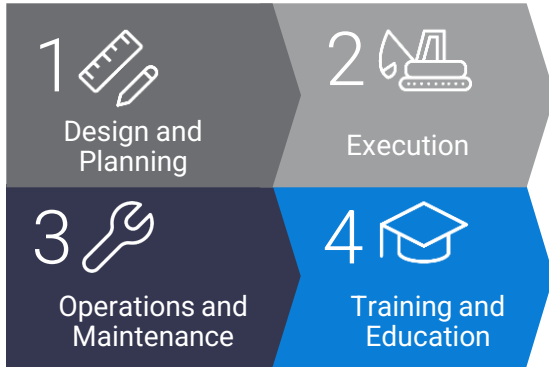 1
Design and
Planning
2
Execution
3
Operations and
Maintenance
4
Training and
Education